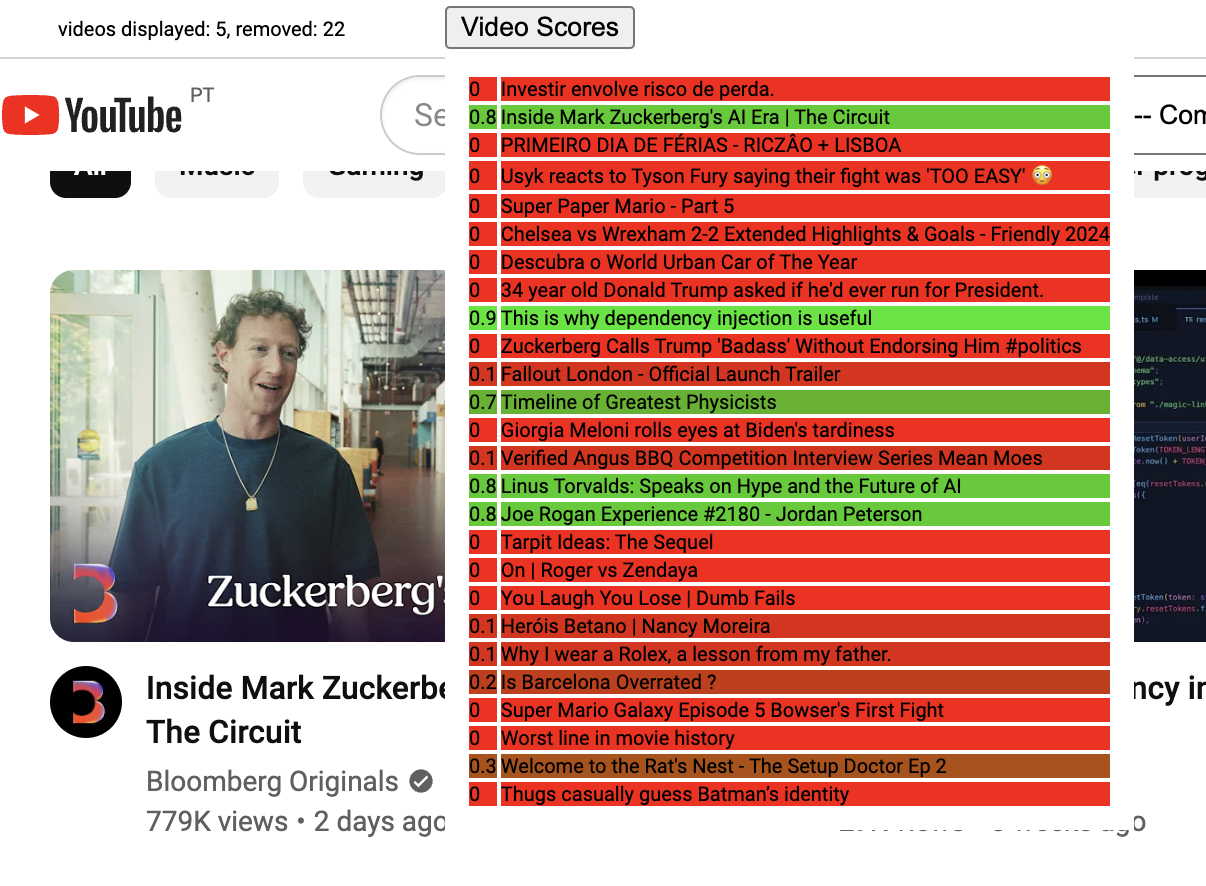 videos displayed: 5, removed: 22
Video Scores
YouTube PT
Se
-- Com
All
Music
Gaming
0 Investir envolve risco de perda.
0.8 Inside Mark Zuckerberg's AI Era | The Circuit
0 PRIMEIRO DIA DE FÉRIAS - RICZÂO + LISBOA
0 Usyk reacts to Tyson Fury saying their fight was 'TOO EASY' 😳
0 Super Paper Mario - Part 5
0 Chelsea vs Wrexham 2-2 Extended Highlights & Goals - Friendly 2024
0 Descubra o World Urban Car of The Year
0 34 year old Donald Trump asked if he'd ever run for President.
0.9 This is why dependency injection is useful
0 Zuckerberg Calls Trump 'Badass' Without Endorsing Him #politics
0.1 Fallout London - Official Launch Trailer
0.7 Timeline of Greatest Physicists
0 Giorgia Meloni rolls eyes at Biden's tardiness
0.1 Verified Angus BBQ Competition Interview Series Mean Moes
0.8 Linus Torvalds: Speaks on Hype and the Future of AI
0.8 Joe Rogan Experience #2180 - Jordan Peterson
0 Tarpit Ideas: The Sequel
0 On | Roger vs Zendaya
0 You Laugh You Lose | Dumb Fails
0.1 Heróis Betano | Nancy Moreira
0.1 Why I wear a Rolex, a lesson from my father.
0.2 Is Barcelona Overrated ?
0 Super Mario Galaxy Episode 5 Bowser's First Fight
0 Worst line in movie history
0.3 Welcome to the Rat's Nest - The Setup Doctor Ep 2
0 Thugs casually guess Batman's identity
Zuckerberg's
Inside Mark Zuckerbe
The Circuit
Bloomberg Originals
779K views • 2 days ago
ncy in